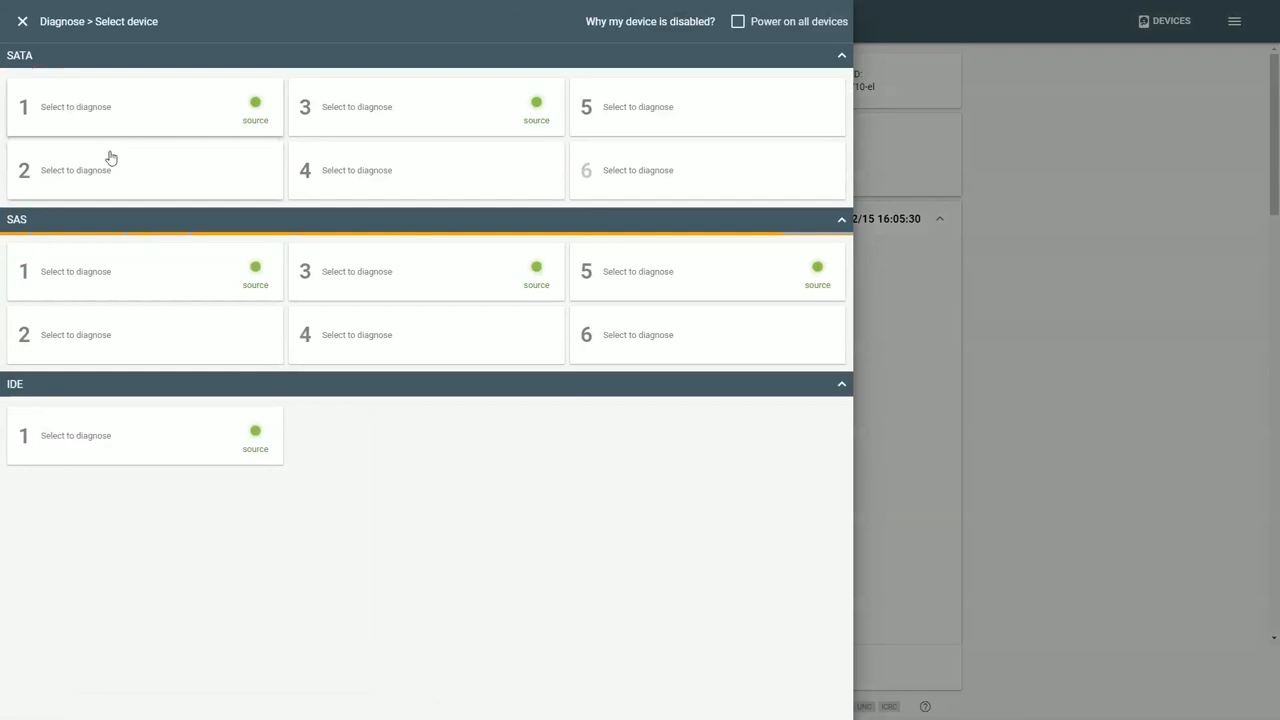 Diagnose > Select device
Why my device is disabled?
Power on all devices
DEVICES
SATA
1 Select to diagnose source
3 Select to diagnose source
5 Select to diagnose
2 Select to diagnose
4 Select to diagnose
6 Select to diagnose
SAS
1 Select to diagnose source
3 Select to diagnose source
5 Select to diagnose source
2 Select to diagnose
4 Select to diagnose
6 Select to diagnose
IDE
1 Select to diagnose source
D:
10-el
2/15 16:05:30
UNC ICRC ?